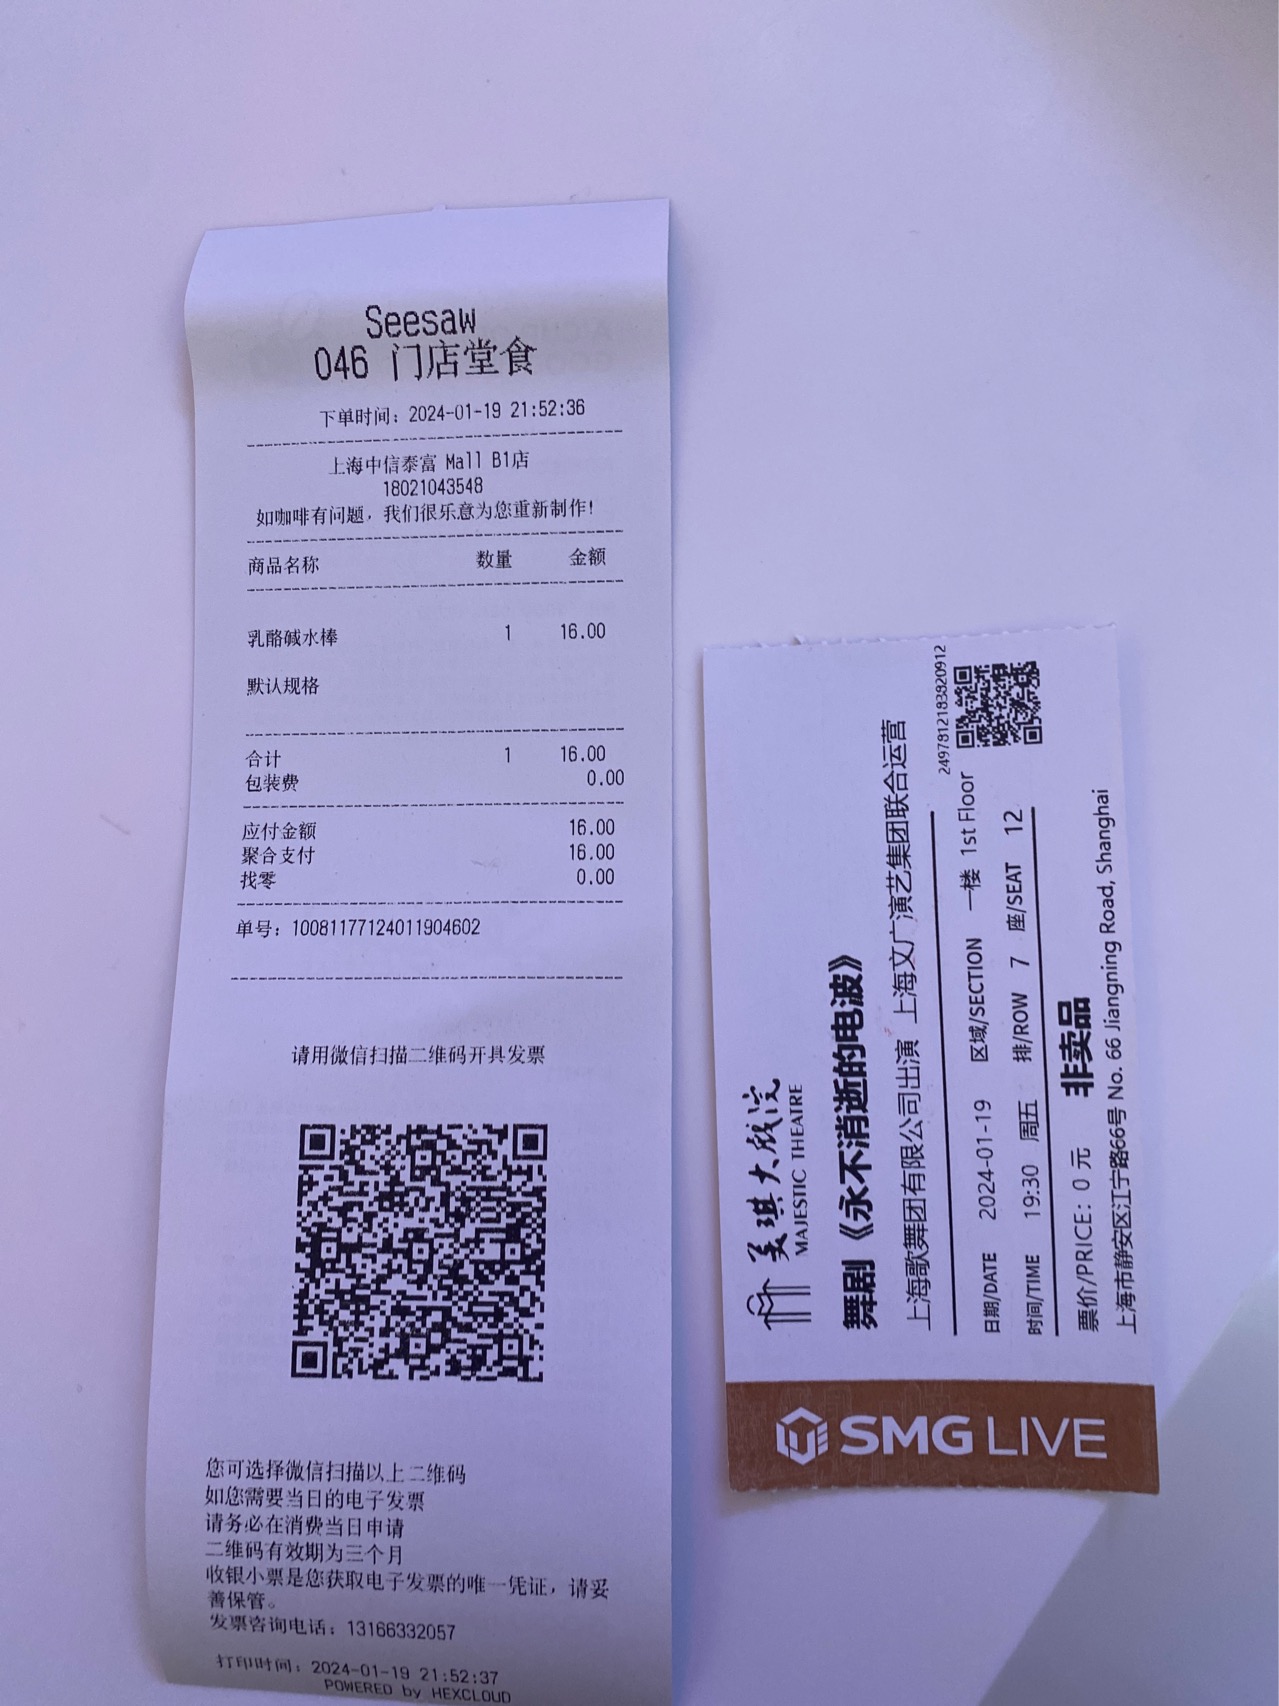 Seesaw
046 门店堂食
下单时间：2024-01-19 21:52:36
上海中信泰富 Mall B1店
18021043548
如咖啡有问题，我们很乐意为您重新制作！
商品名称 数量 金额
乳酪碱水棒 1 16.00
默认规格
合计 1 16.00
包装费 0.00
应付金额 16.00
聚合支付 16.00
找零 0.00
单号：10081177124011904602
请用微信扫描二维码开具发票
您可选择微信扫描以上二维码
如您需要当日的电子发票
请务必在消费当日申请
二维码有效期为三个月
收银小票是您获取电子发票的唯一凭证，请妥
善保管。
发票咨询电话：13166332057
打印时间：2024-01-19 21:52:37
POWERED by HEXCLOUD
美琪大戏院
MAJESTIC THEATRE
舞剧《永不消逝的电波》
上海歌舞团有限公司出演 上海文广演艺集团联合运营
2497812183820912
日期/DATE 2024-01-19 区域/SECTION 一楼 1st Floor
时间/TIME 19:30 周五 排/ROW 7 座/SEAT 12
票价/PRICE：0 元 非卖品
上海市静安区江宁路66号 No. 66 Jiangning Road, Shanghai
SMG LIVE